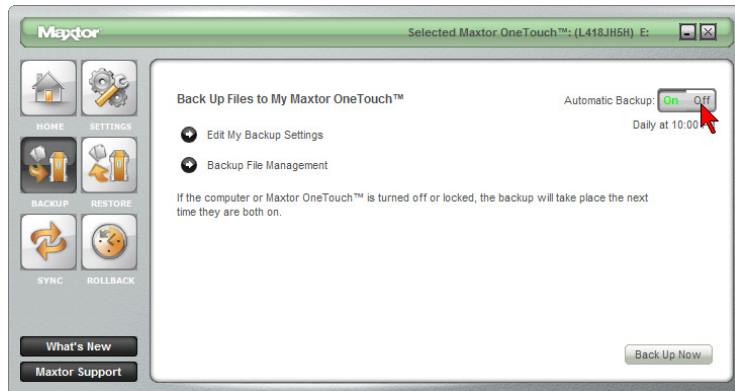 Maxtor
Selected Maxtor OneTouch™: (L418JH5H) E:
HOME SETTINGS
BACKUP RESTORE
SYNC ROLLBACK
What's New
Maxtor Support
Back Up Files to My Maxtor OneTouch™
Automatic Backup: On Off
Daily at 10:00
Edit My Backup Settings
Backup File Management
If the computer or Maxtor OneTouch™ is turned off or locked, the backup will take place the next
time they are both on.
Back Up Now